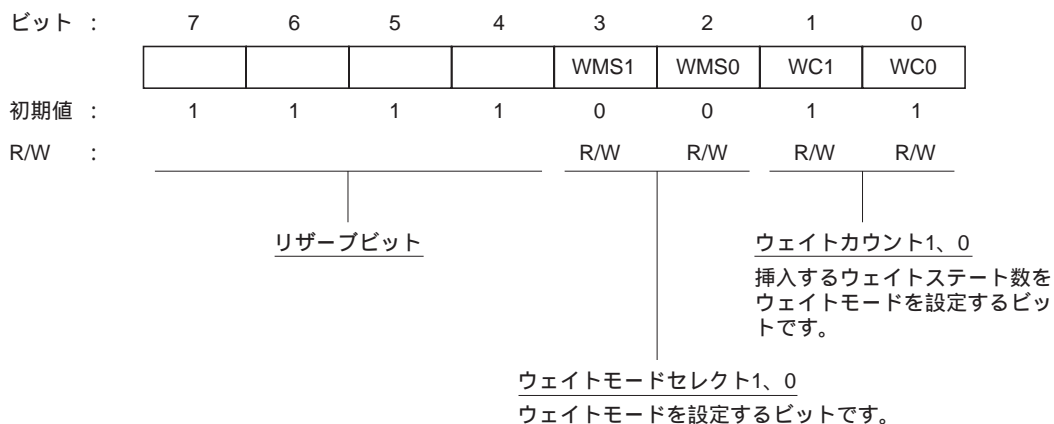 ビット : 7 6 5 4 3 2 1 0
WMS1 WMS0 WC1 WC0
初期値 : 1 1 1 1 0 0 1 1
R/W : R/W R/W R/W R/W
リザーブビット
ウェイトカウント1、0
挿入するウェイトステート数を
ウェイトモードを設定するビッ
トです。
ウェイトモードセレクト1、0
ウェイトモードを設定するビットです。